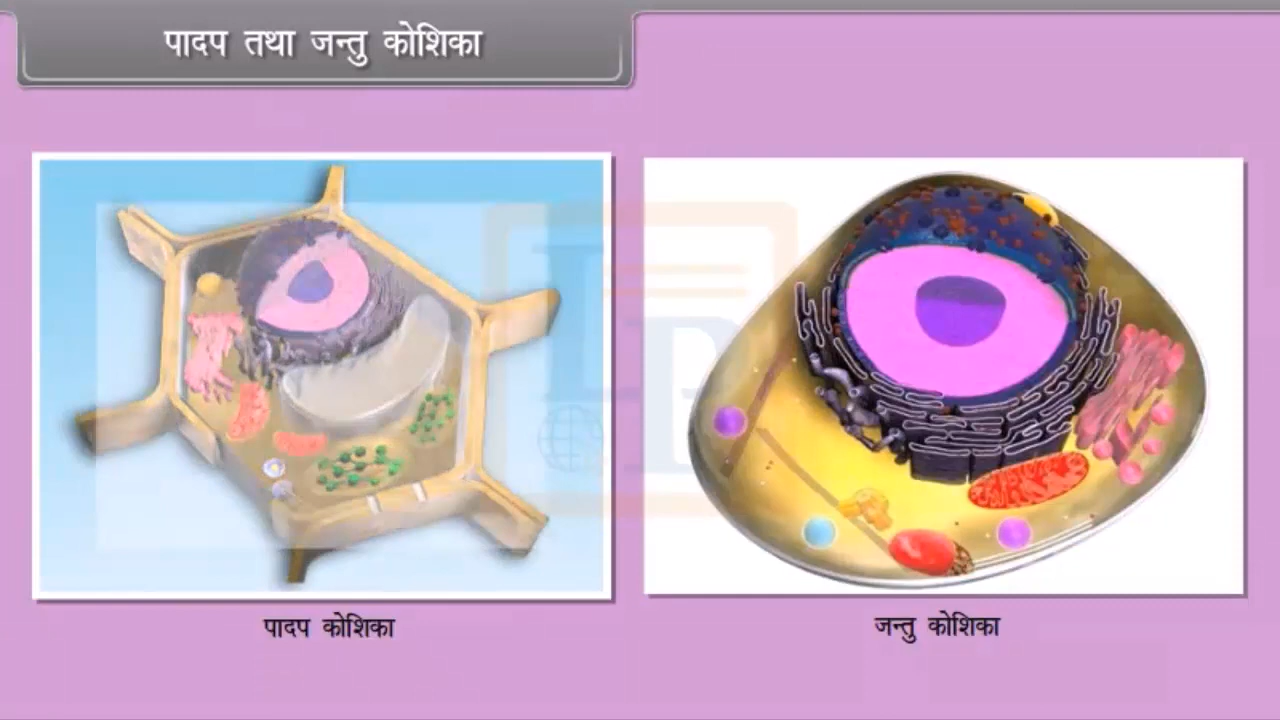 पादप तथा जन्तु कोशिका
पादप कोशिका
जन्तु कोशिका